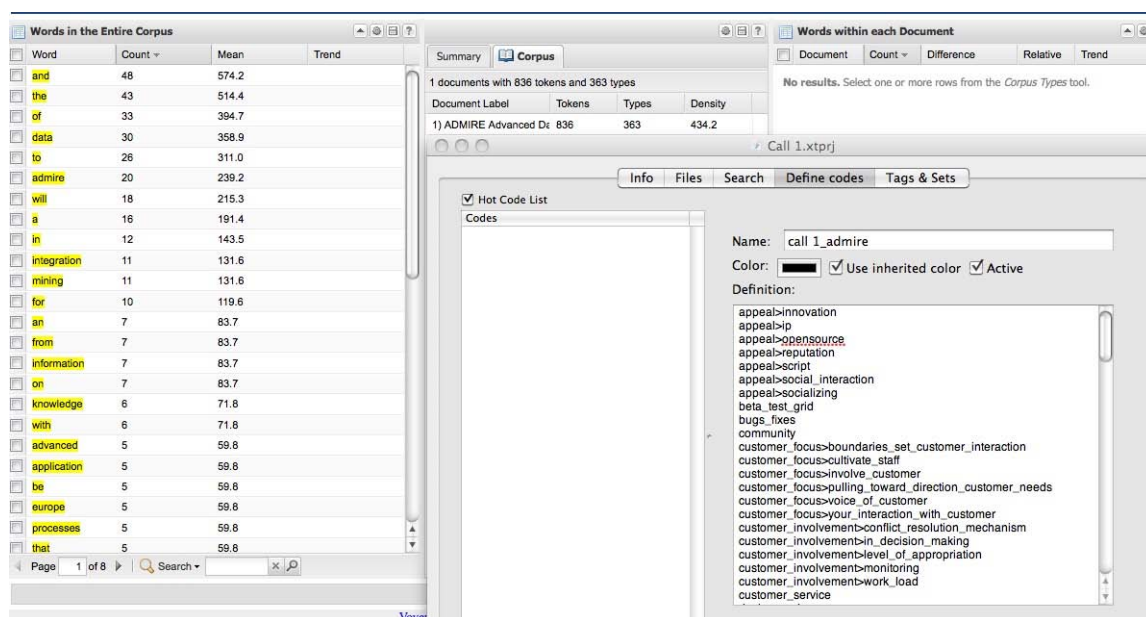 Words in the Entire Corpus
Word Count Mean Trend
and 48 574.2
the 43 514.4
of 33 394.7
data 30 358.9
to 26 311.0
admire 20 239.2
will 18 215.3
a 16 191.4
in 12 143.5
integration 11 131.6
mining 11 131.6
for 10 119.6
an 7 83.7
from 7 83.7
information 7 83.7
on 7 83.7
knowledge 6 71.8
with 6 71.8
advanced 5 59.8
application 5 59.8
be 5 59.8
europe 5 59.8
processes 5 59.8
that 5 59.8
Page 1 of 8 Search
Summary Corpus
1 documents with 836 tokens and 363 types
Document Label Tokens Types Density
1) ADMIRE Advanced Da 836 363 434.2
Words within each Document
Document Count Difference Relative Trend
No results. Select one or more rows from the Corpus Types tool.
Call 1.xtprj
Info Files Search Define codes Tags & Sets
Hot Code List
Codes
Name: call 1_admire
Color: Use inherited color Active
Definition:
appeal>innovation
appeal>ip
appeal>opensource
appeal>reputation
appeal>script
appeal>social_interaction
appeal>socializing
beta_test_grid
bugs_fixes
community
customer_focus>boundaries_set_customer_interaction
customer_focus>cultivate_staff
customer_focus>involve_customer
customer_focus>pulling_toward_direction_customer_needs
customer_focus>voice_of_customer
customer_focus>your_interaction_with_customer
customer_involvement>conflict_resolution_mechanism
customer_involvement>in_decision_making
customer_involvement>level_of_appropriation
customer_involvement>monitoring
customer_involvement>work_load
customer_service